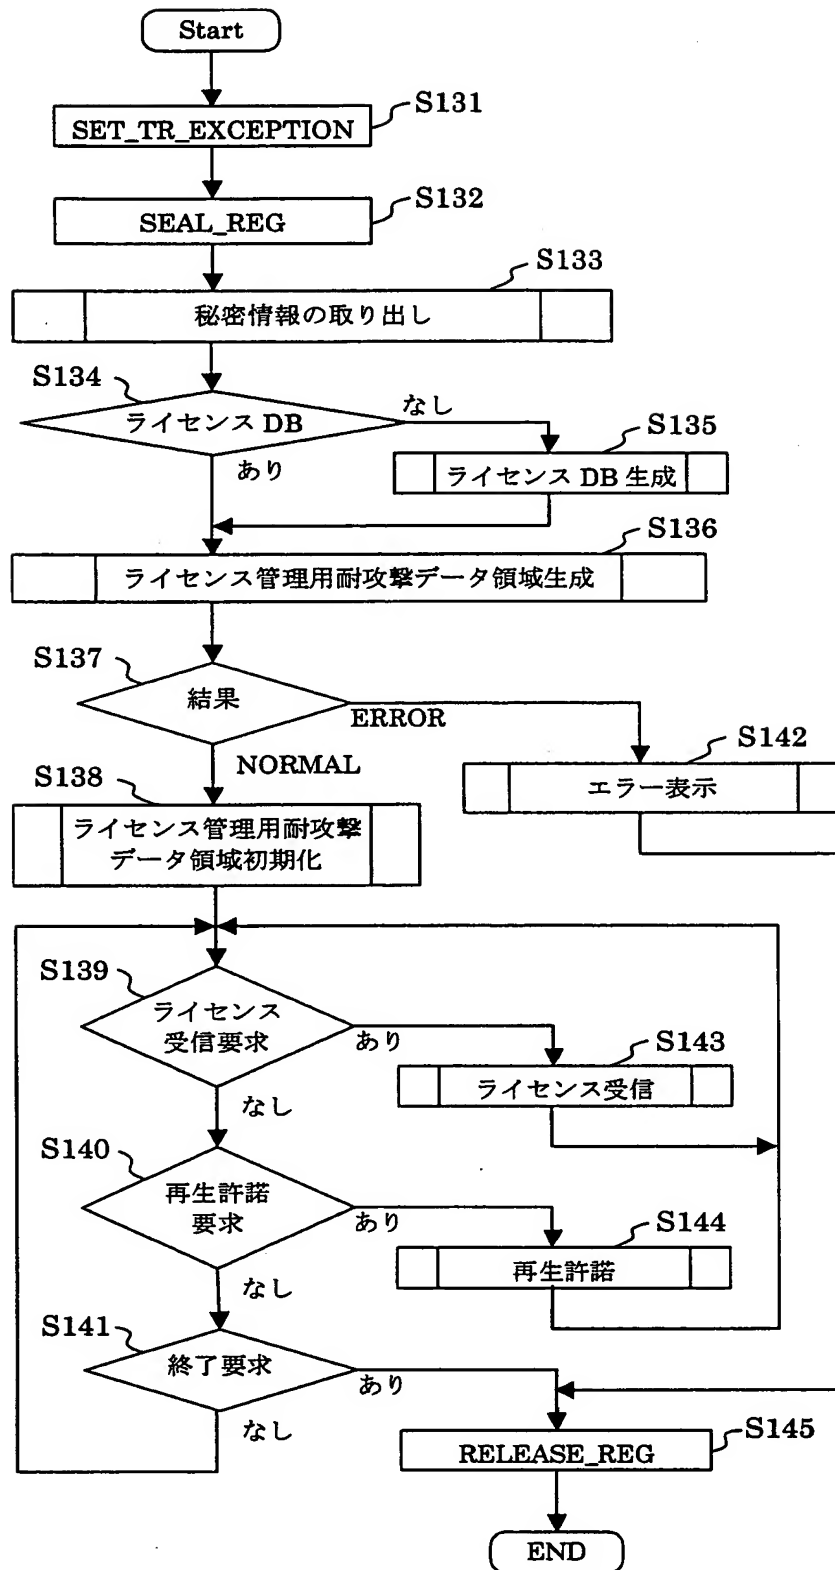 Start
S131
SET_TR_EXCEPTION
S132
SEAL_REG
S133
秘密情報の取り出し
S134
ライセンス DB
なし
あり
S135
ライセンス DB 生成
S136
ライセンス管理用耐攻撃データ領域生成
S137
結果
ERROR
NORMAL
S142
エラー表示
S138
ライセンス管理用耐攻撃
データ領域初期化
S139
ライセンス
受信要求
あり
なし
S143
ライセンス受信
S140
再生許諾
要求
あり
なし
S144
再生許諾
S141
終了要求
あり
なし
S145
RELEASE_REG
END